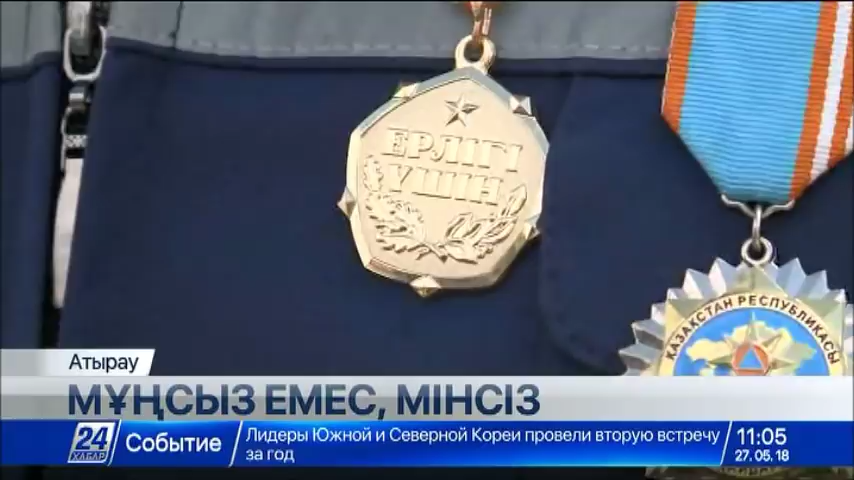 ЕРЛІГІ
ҮШІН
ҚАЗАҚСТАН РЕСПУБЛИКАСЫ
Атырау
МҰҢСЫЗ ЕМЕС, МІНСІЗ
24
ХАБАР
Событие
Лидеры Южной и Северной Кореи провели вторую встречу
за год
11:05
27.05.18